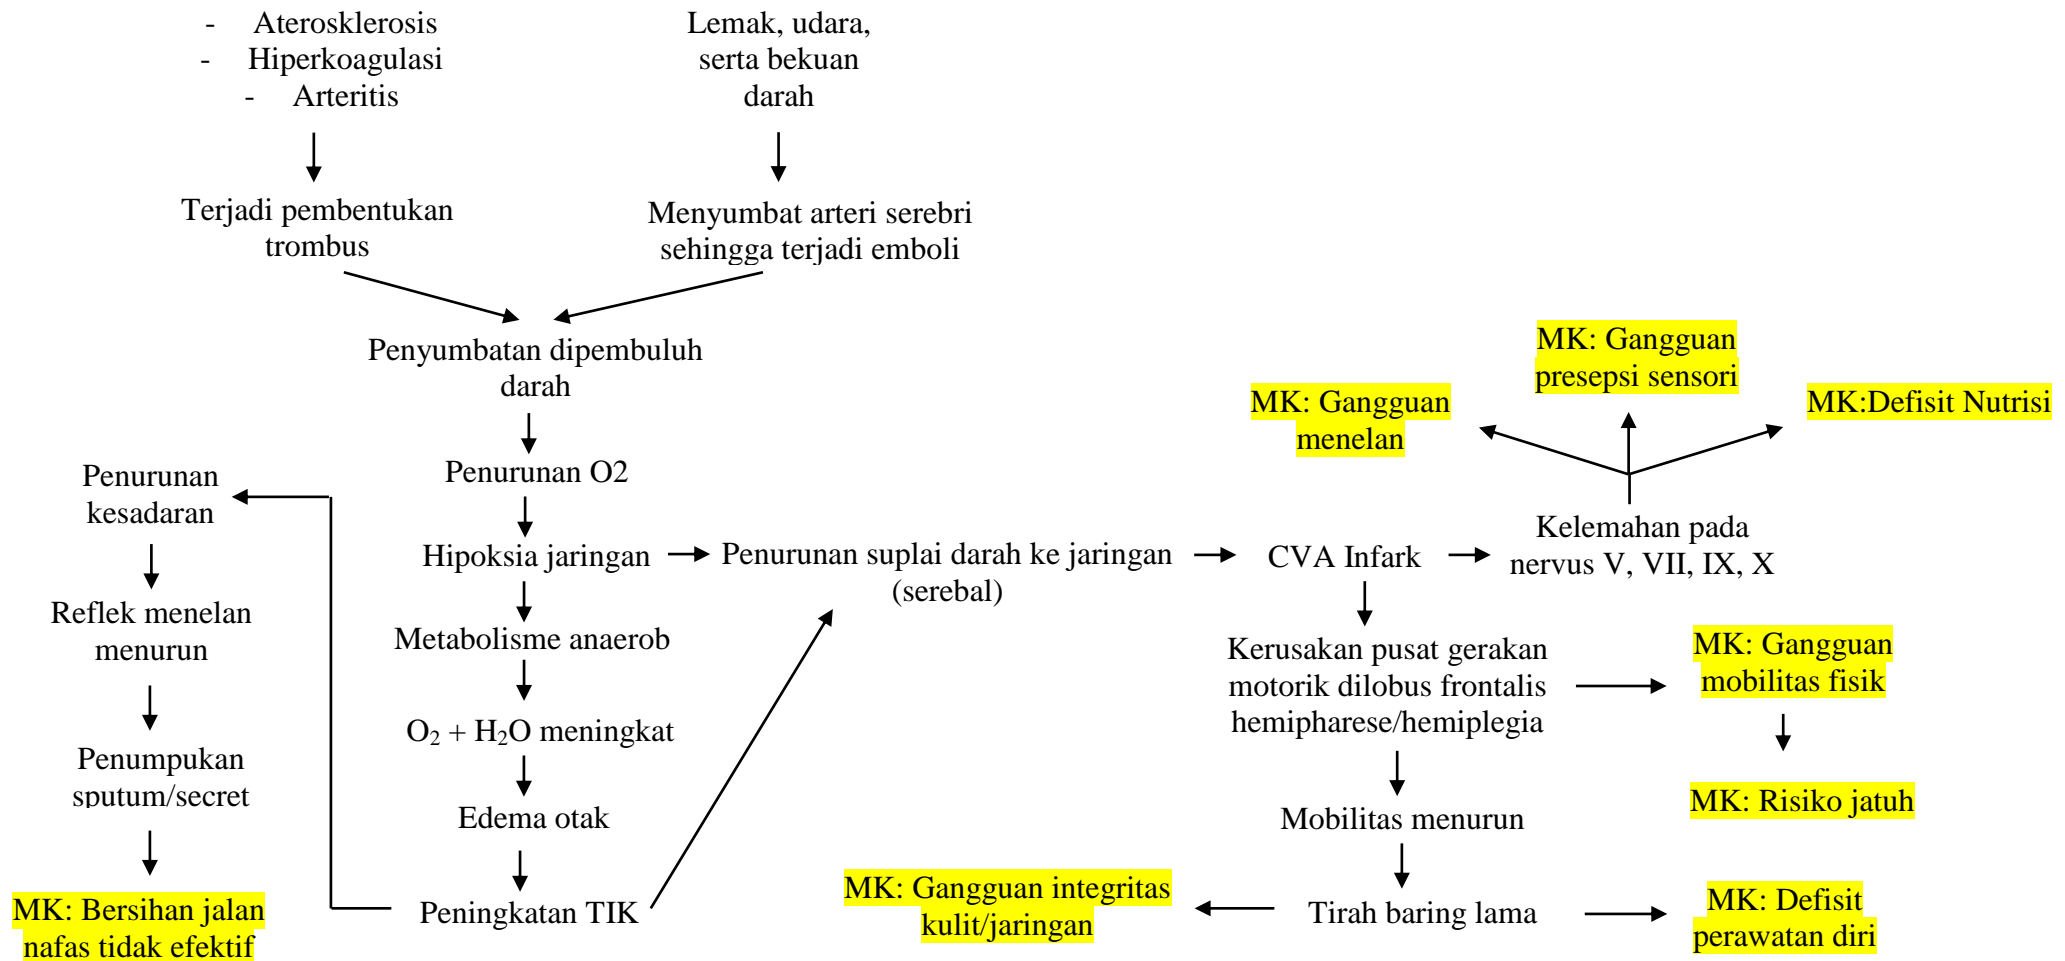 - Aterosklerosis
- Hiperkoagulasi
- Arteritis
Lemak, udara,
serta bekuan
darah
Terjadi pembentukan
trombus
Menyumbat arteri serebri
sehingga terjadi emboli
Penyumbatan dipembuluh
darah
Penurunan O2
Hipoksia jaringan
Metabolisme anaerob
O₂ + H₂O meningkat
Edema otak
Peningkatan TIK
Penurunan
kesadaran
Reflek menelan
menurun
Penumpukan
sputum/secret
MK: Bersihan jalan
nafas tidak efektif
Penurunan suplai darah ke jaringan
(serebal)
CVA Infark
Kelemahan pada
nervus V, VII, IX, X
MK: Gangguan
menelan
MK: Gangguan
presepsi sensori
MK:Defisit Nutrisi
Kerusakan pusat gerakan
motorik dilobus frontalis
hemipharese/hemiplegia
MK: Gangguan
mobilitas fisik
MK: Risiko jatuh
Mobilitas menurun
Tirah baring lama
MK: Gangguan integritas
kulit/jaringan
MK: Defisit
perawatan diri